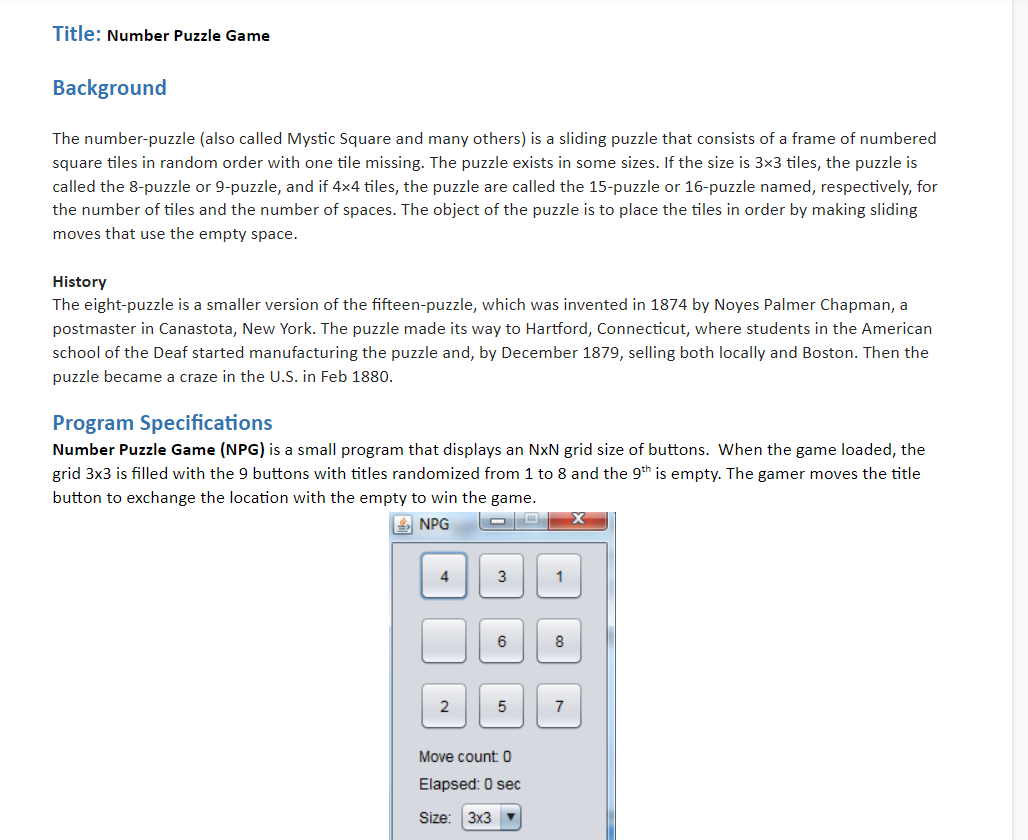 Title: Number Puzzle Game
Background
The number-puzzle (also called Mystic Square and many others) is a sliding puzzle that consists of a frame of numbered
square tiles in random order with one tile missing. The puzzle exists in some sizes. If the size is 3×3 tiles, the puzzle is
called the 8-puzzle or 9-puzzle, and if 4×4 tiles, the puzzle are called the 15-puzzle or 16-puzzle named, respectively, for
the number of tiles and the number of spaces. The object of the puzzle is to place the tiles in order by making sliding
moves that use the empty space.
History
The eight-puzzle is a smaller version of the fifteen-puzzle, which was invented in 1874 by Noyes Palmer Chapman, a
postmaster in Canastota, New York. The puzzle made its way to Hartford, Connecticut, where students in the American
school of the Deaf started manufacturing the puzzle and, by December 1879, selling both locally and Boston. Then the
puzzle became a craze in the U.S. in Feb 1880.
Program Specifications
Number Puzzle Game (NPG) is a small program that displays an NxN grid size of buttons. When the game loaded, the
grid 3x3 is filled with the 9 buttons with titles randomized from 1 to 8 and the 9th is empty. The gamer moves the title
button to exchange the location with the empty to win the game.
NPG
4 3 1
6 8
2 5 7
Move count: 0
Elapsed: 0 sec
Size: 3x3